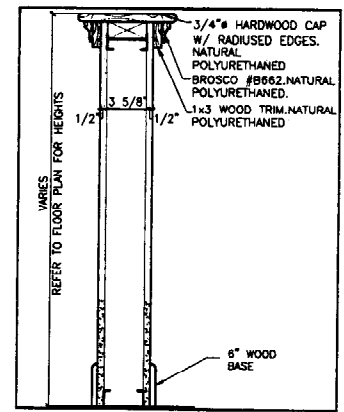 3/4"ø HARDWOOD CAP
W/ RADIUSED EDGES.
NATURAL
POLYURETHANED
BROSCO #B662.NATURAL
POLYURETHANED.
1x3 WOOD TRIM.NATURAL
POLYURETHANED
3 5/8"
1/2"
1/2"
VARIES
REFER TO FLOOR PLAN FOR HEIGHTS
6" WOOD
BASE